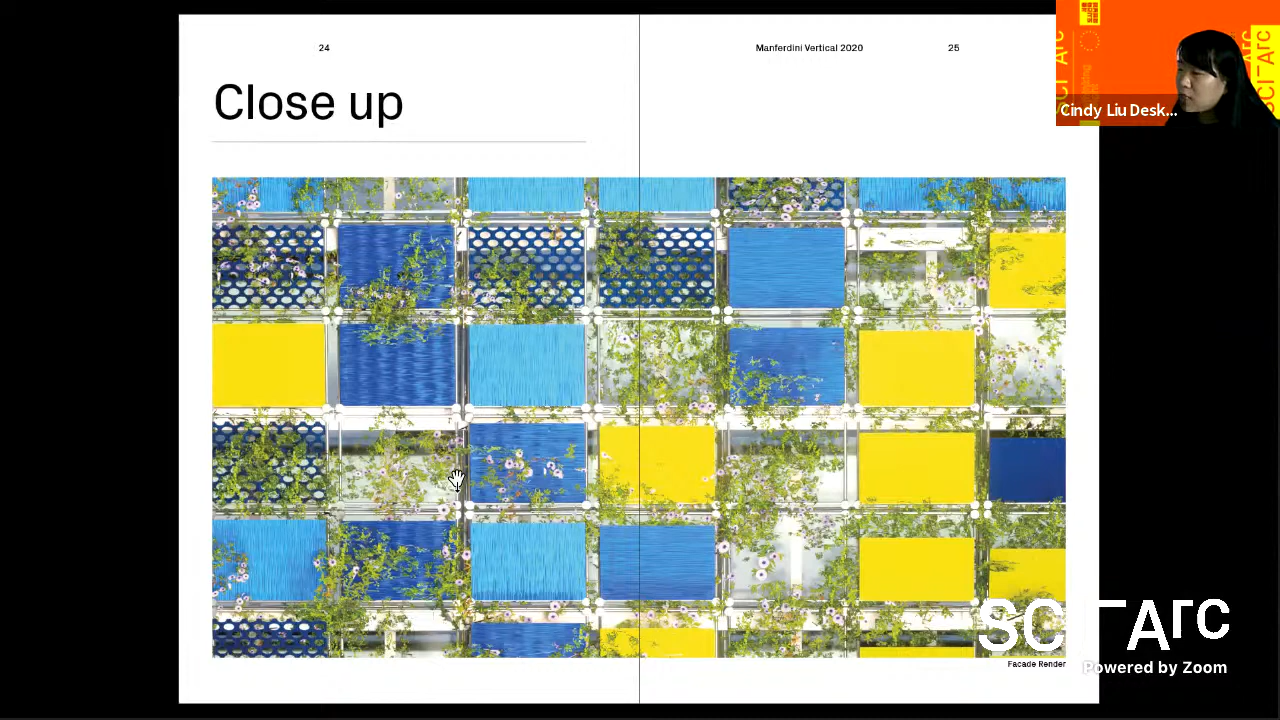 24
Manferdini Vertical 2020
25
Close up
Cindy Liu Desk...
Facade Render
SCI-Arc
Powered by Zoom